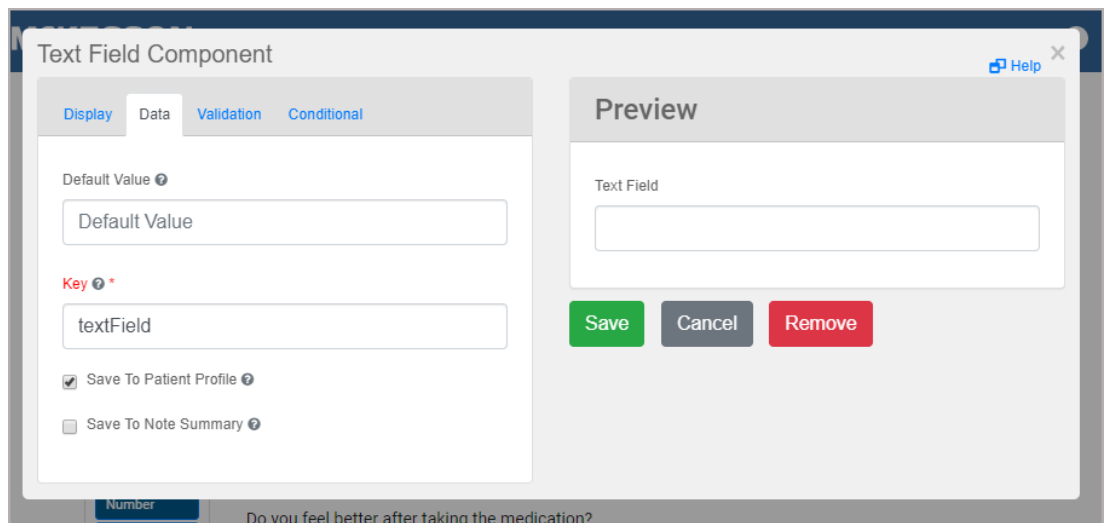 Text Field Component
Help
Display Data Validation Conditional
Default Value
Default Value
Key *
textField
Save To Patient Profile
Save To Note Summary
Preview
Text Field
Save Cancel Remove
Number
Do you feel better after taking the medication?